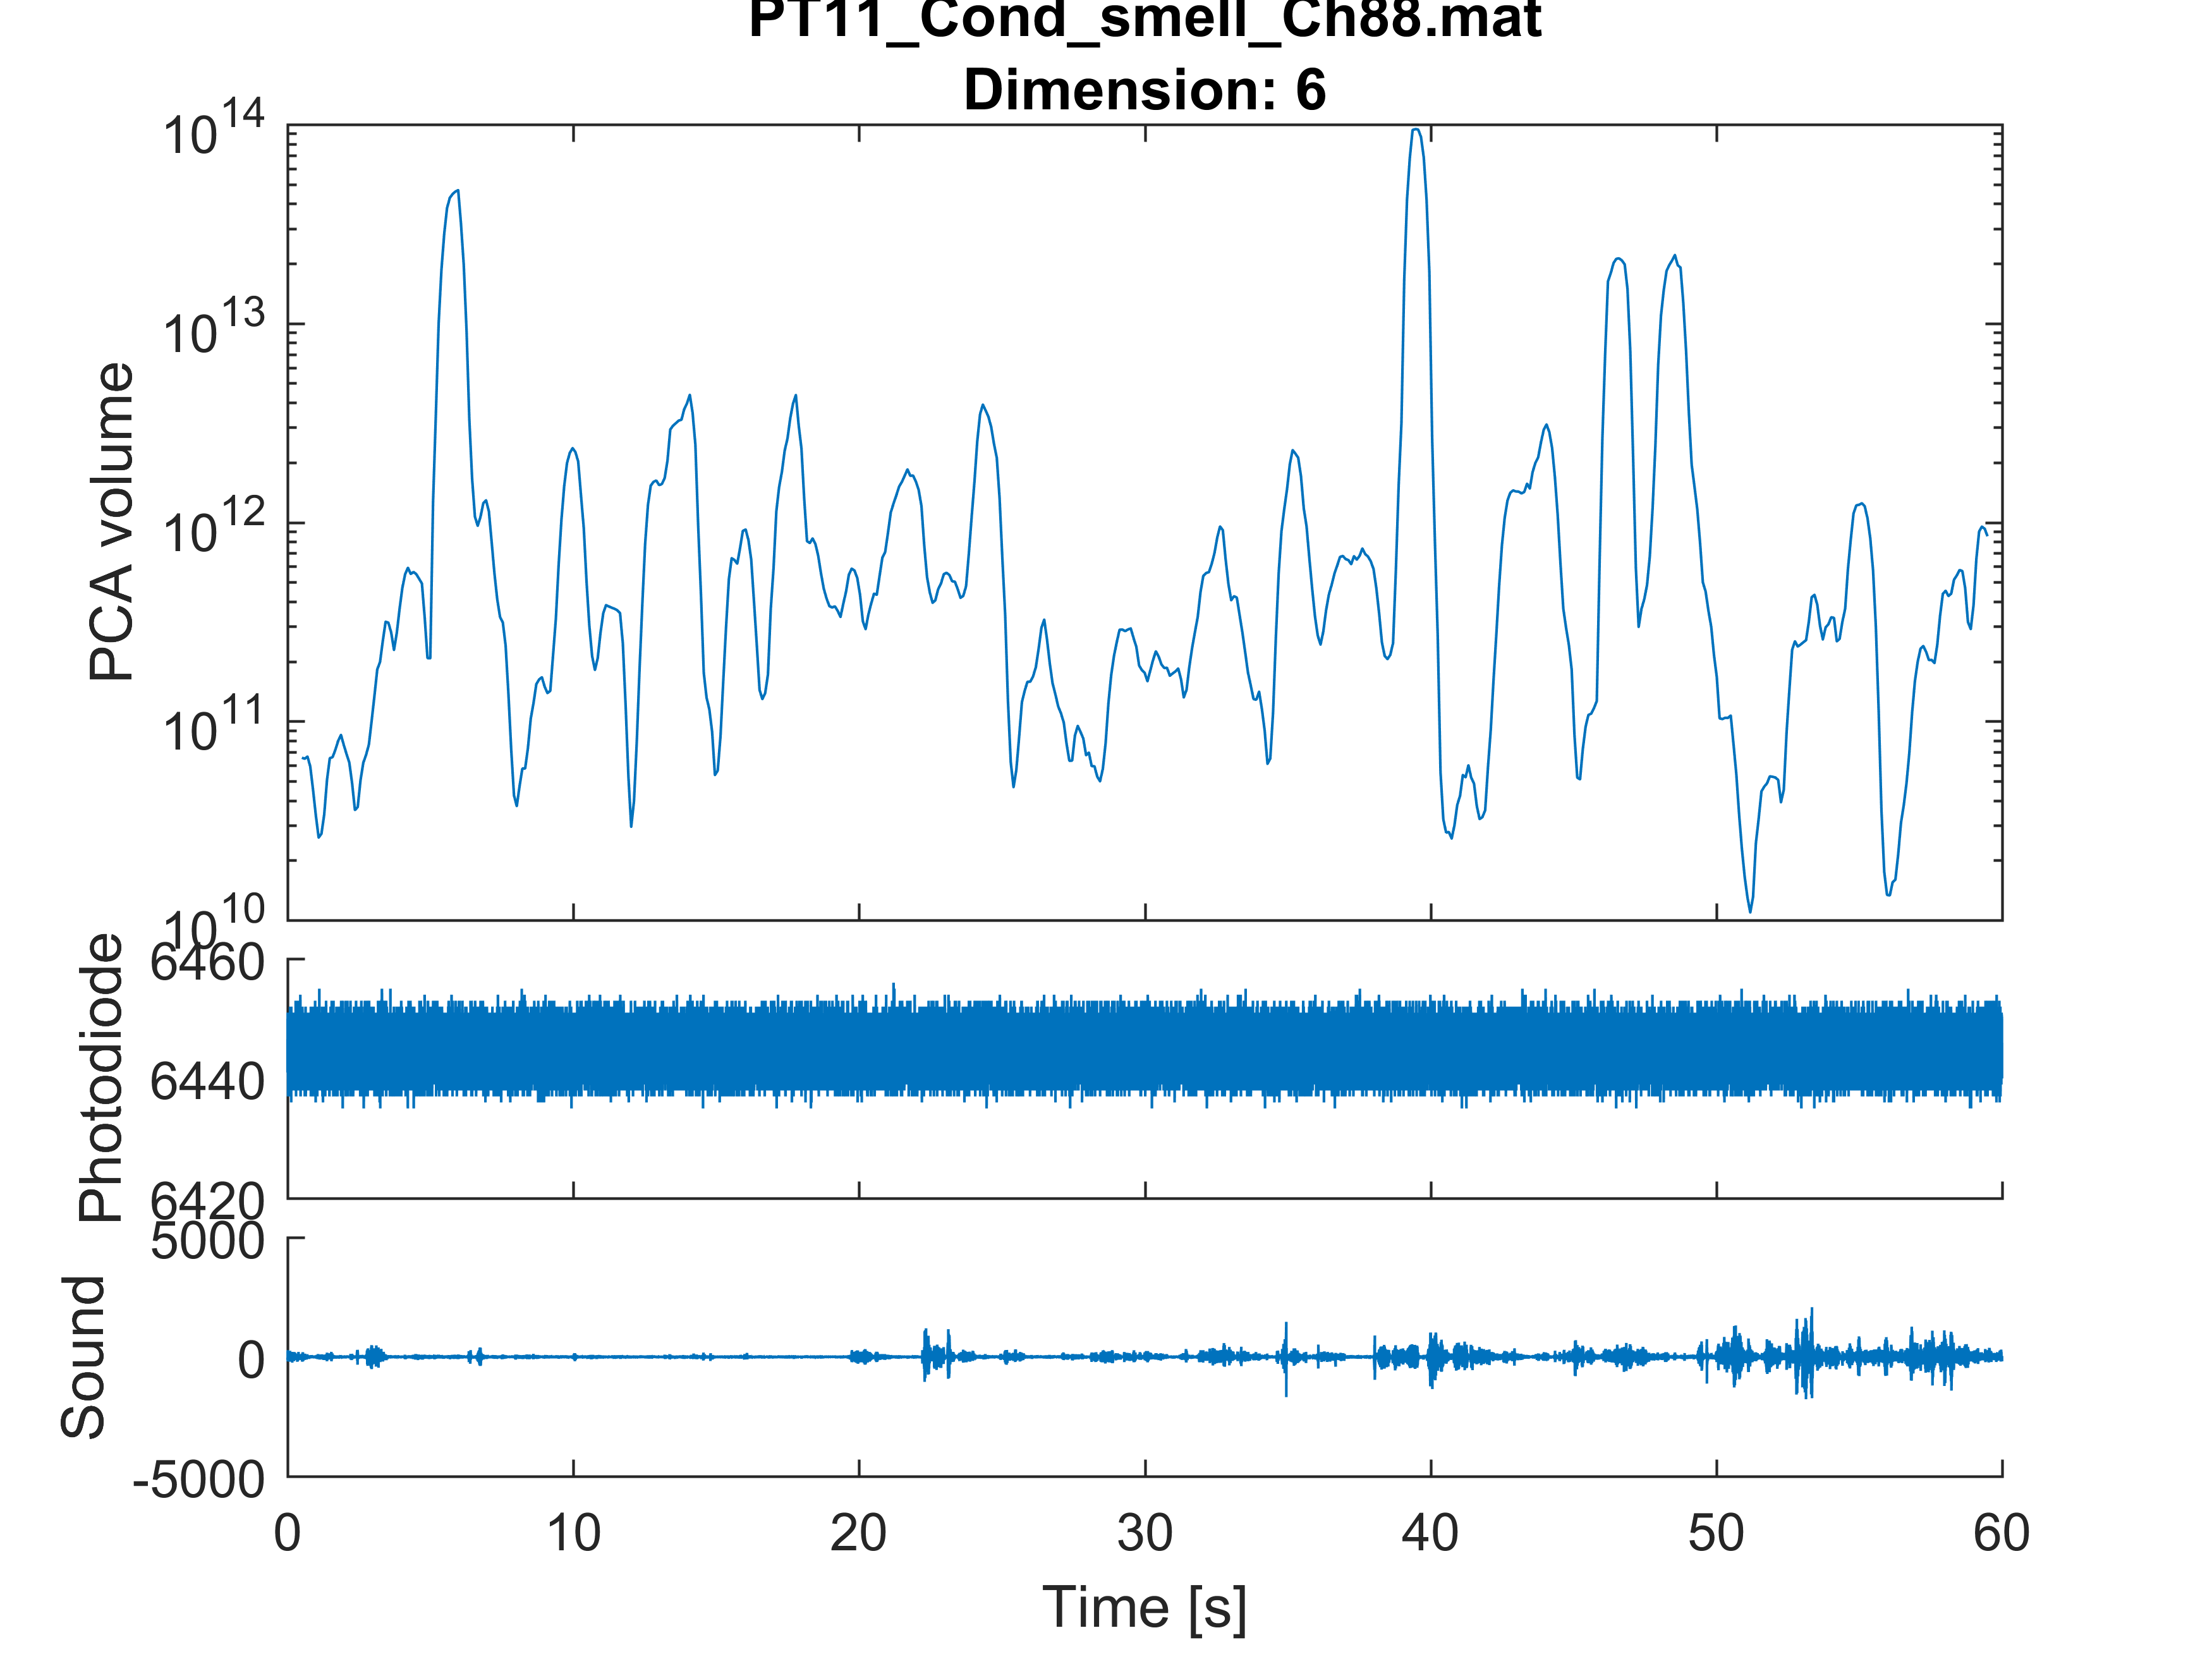 PT11_Cond_smell_Ch88.mat
Dimension: 6
10^14
10^13
10^12
10^11
10^10
PCA volume
6460
6440
6420
Photodiode
5000
0
-5000
Sound
0 10 20 30 40 50 60
Time [s]